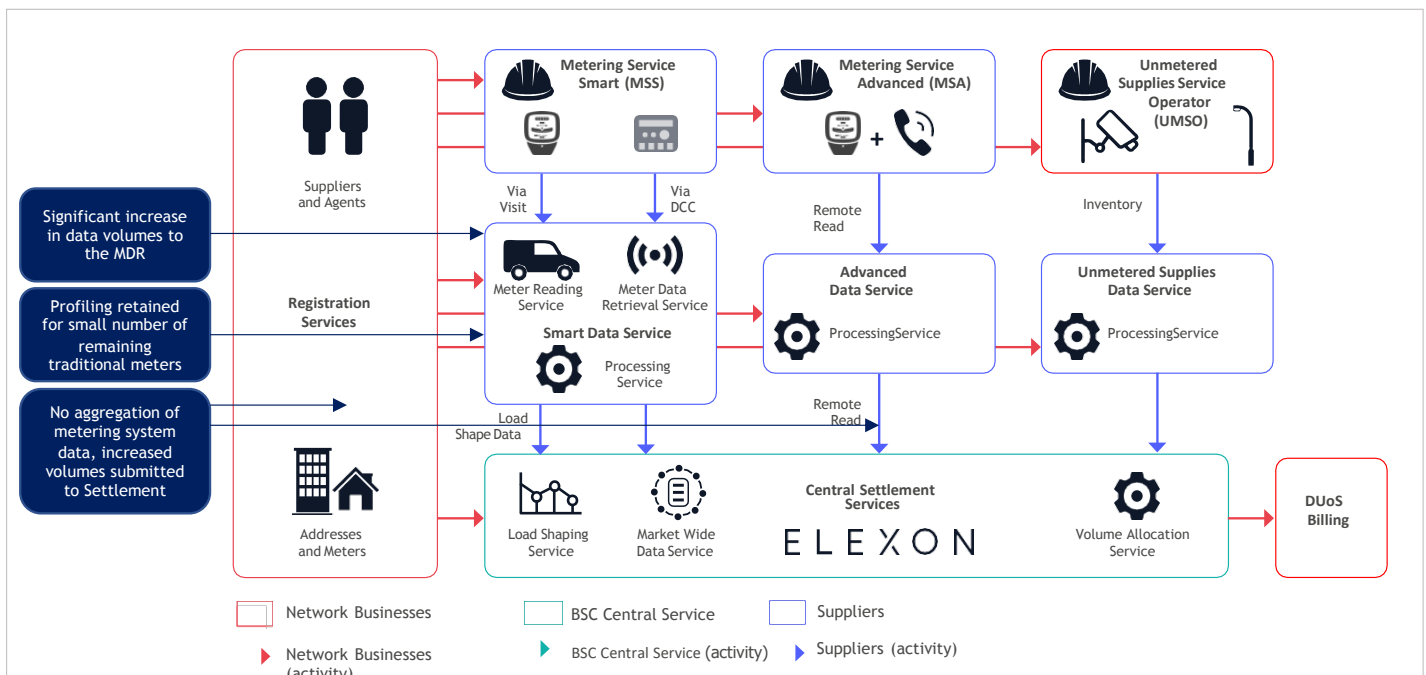 Metering Service
Smart (MSS)
Metering Service
Advanced (MSA)
Unmetered
Supplies Service
Operator
(UMSO)
Suppliers
and Agents
Via
Visit
Via
DCC
Remote
Read
Inventory
Significant increase
in data volumes to
the MDR
Meter Reading
Service
Meter Data
Retrieval Service
Smart Data Service
Processing
Service
Advanced
Data Service
ProcessingService
Unmetered Supplies
Data Service
ProcessingService
Registration
Services
Profiling retained
for small number of
remaining
traditional meters
No aggregation of
metering system
data, increased
volumes submitted
to Settlement
Load
Shape Data
Remote
Read
Addresses
and Meters
Load Shaping
Service
Market Wide
Data Service
Central Settlement
Services
ELEXON
Volume Allocation
Service
DUoS
Billing
Network Businesses
BSC Central Service
Suppliers
Network Businesses
(activity)
BSC Central Service (activity)
Suppliers (activity)